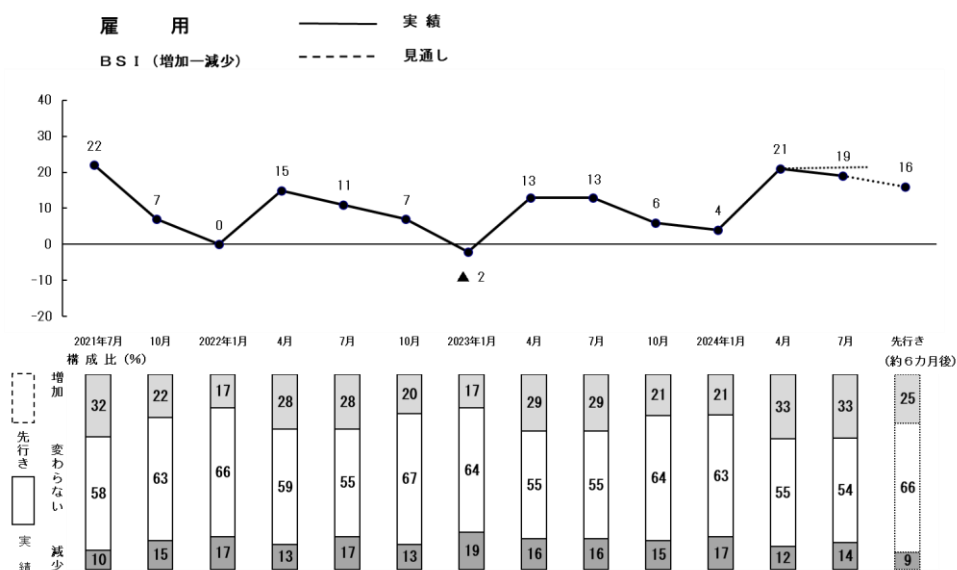 雇 用
実 績
BSI（増加ー減少）
見通し
40
30
20
10
0
-10
-20
22
7
0
15
11
7
▲ 2
13
13
6
4
21
19
16
2021年7月 10月 2022年1月 4月 7月 10月 2023年1月 4月 7月 10月 2024年1月 4月 7月 先行き
構 成 比（%）
（約６カ月後）
増加
変わらない
減少
先行き
実績
32 22 17 28 28 20 17 29 29 21 21 33 33 25
58 63 66 59 55 67 64 55 55 64 63 55 54 66
10 15 17 13 17 13 19 16 16 15 17 12 14 9